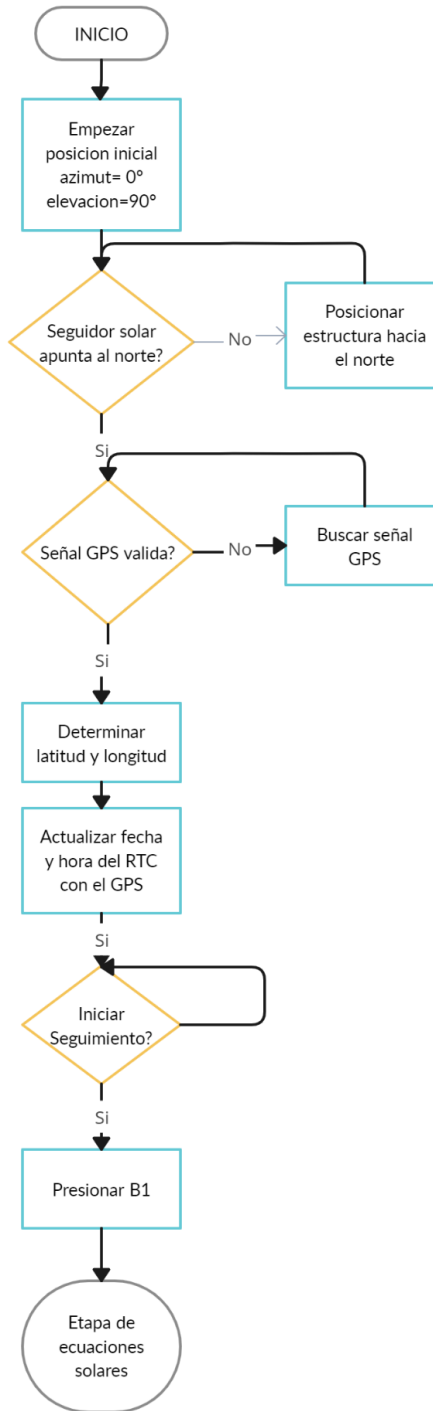 INICIO
Empezar
posicion inicial
azimut= 0º
elevacion=90º
Seguidor solar
apunta al norte?
No
Posicionar
estructura hacia
el norte
Si
Señal GPS valida?
No
Buscar señal
GPS
Si
Determinar
latitud y longitud
Actualizar fecha
y hora del RTC
con el GPS
Si
Iniciar
Seguimiento?
Si
Presionar B1
Etapa de
ecuaciones
solares